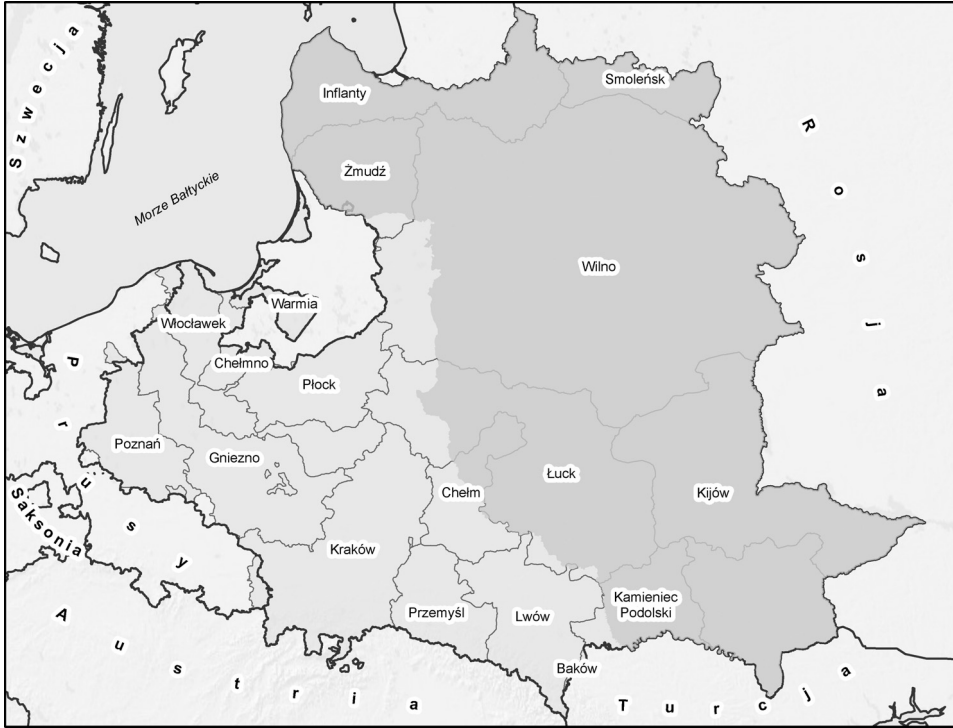 Szwecja
Smoleńsk
Inflanty
Rosja
Żmudź
Morze Bałtyckie
Wilno
Warmia
Włocławek
Prusy
Chełmno
Płock
Poznań
Gniezno
Łuck
Chełm
Kijów
Saksonia
Kraków
Kamieniec
Podolski
Przemyśl
Lwów
Austria
Baków
Turcja